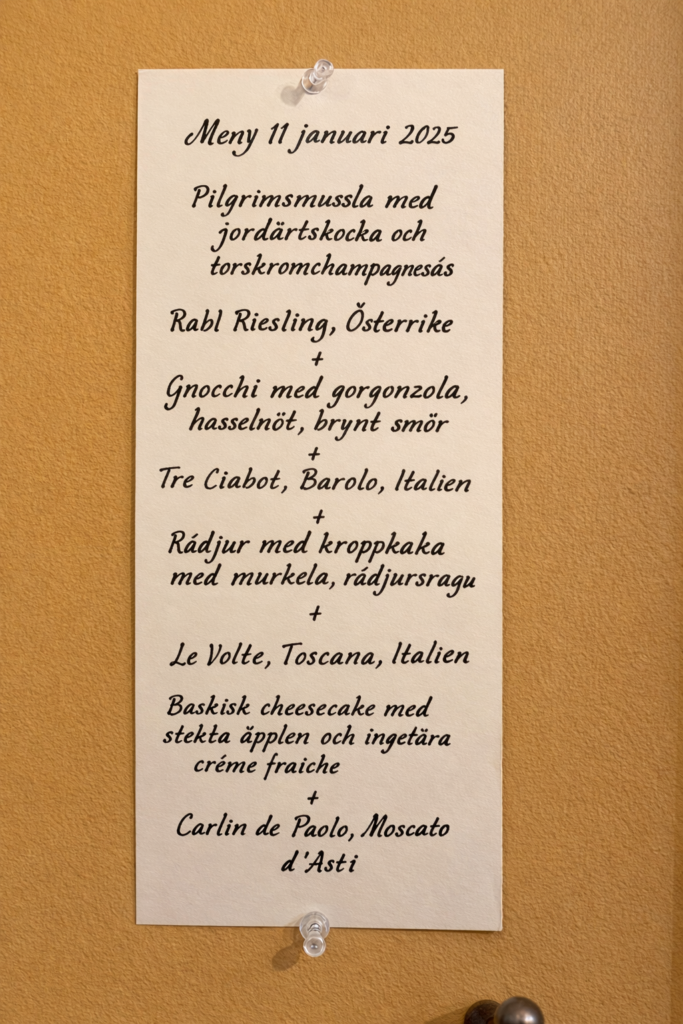 Meny 11 januari 2025
Pilgrimsmussla med
jordärtskocka och
torskromchampagnesás
Rabl Riesling, Österrike
+
Gnocchi med gorgonzola,
hasselnöt, brynt smör
+
Tre Ciabot, Barolo, Italien
+
Rádjur med kroppkaka
med murkela, rádjursragu
+
Le Volte, Toscana, Italien
Baskisk cheesecake med
stekta äpplen och ingetära
créme fraiche
+
Carlin de Paolo, Moscato
d'Asti